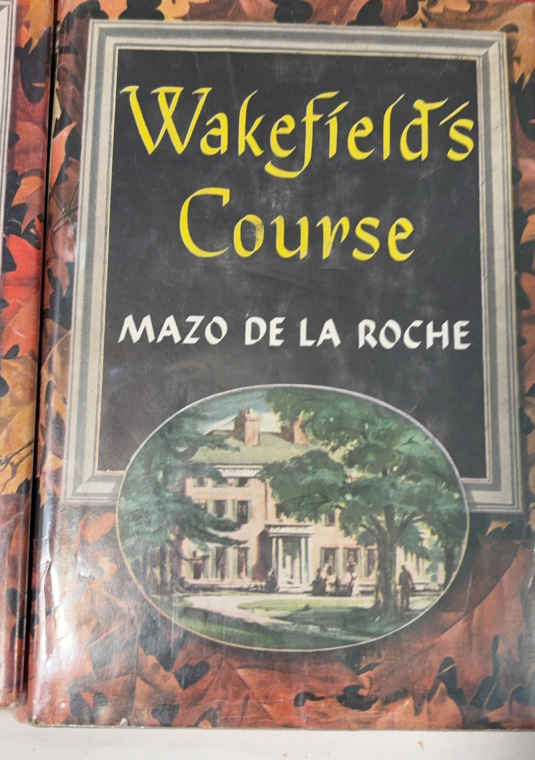 Wakefield's
Course
MAZO DE LA ROCHE